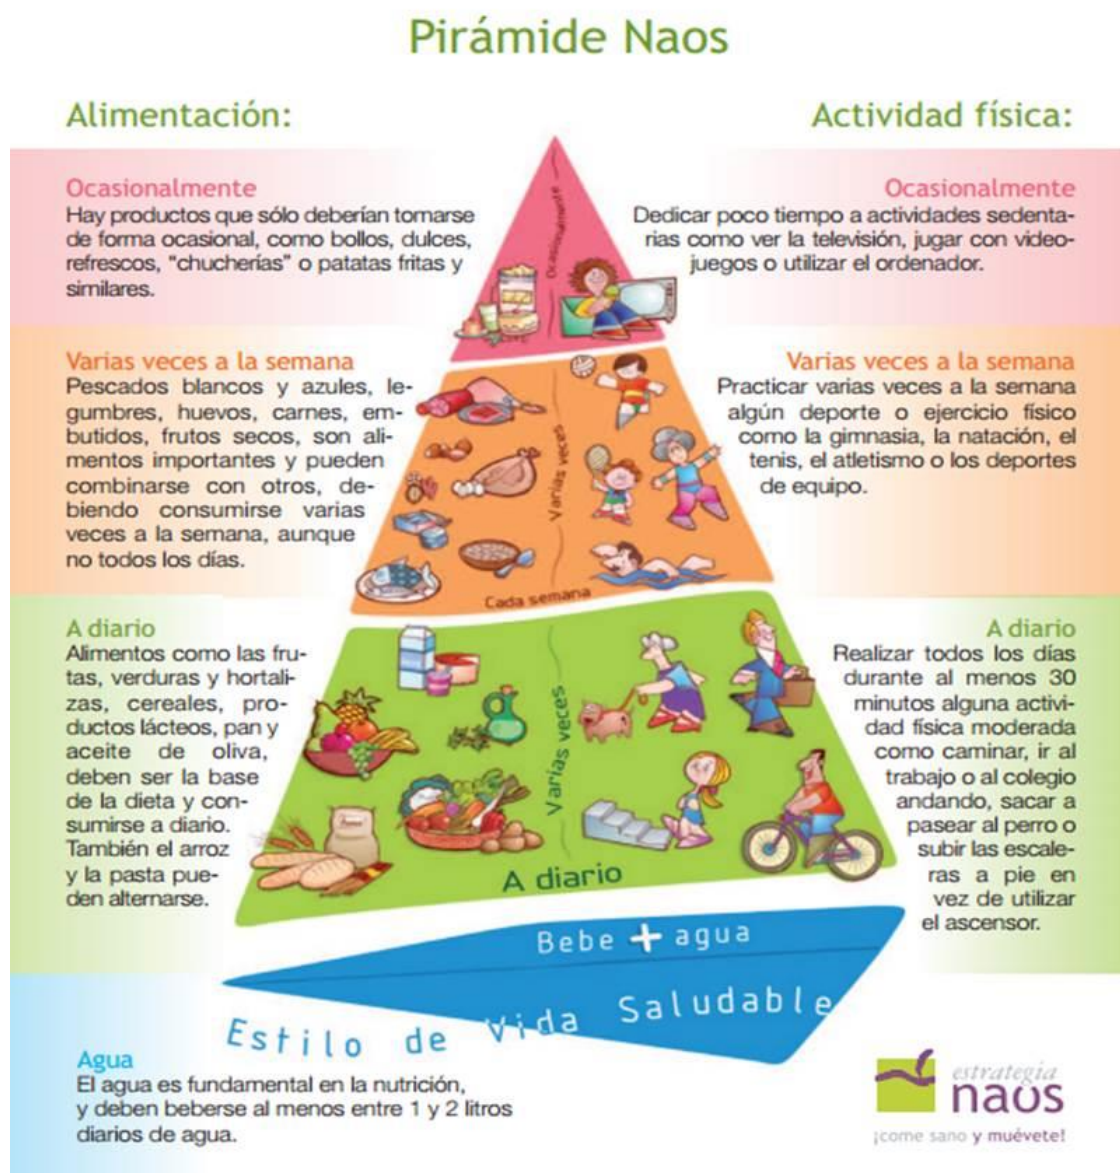 Pirámide Naos
Alimentación:
Ocasionalmente
Hay productos que sólo deberían tomarse
de forma ocasional, como bollos, dulces,
refrescos, "chucherías" o patatas fritas y
similares.
Varias veces a la semana
Pescados blancos y azules, le-
gumbres, huevos, carnes, em-
butidos, frutos secos, son ali-
mentos importantes y pueden
combinarse con otros, de-
biendo consumirse varias
veces a la semana, aunque
no todos los días.
A diario
Alimentos como las fru-
tas, verduras y hortali-
zas, cereales, pro-
ductos lácteos, pan y
aceite de oliva,
deben ser la base
de la dieta y con-
sumirse a diario.
También el arroz
y la pasta pue-
den alternarse.
Agua
El agua es fundamental en la nutrición,
y deben beberse al menos entre 1 y 2 litros
diarios de agua.
Ocasionalmente
Varias veces
Cada semana
Varias veces
A diario
Bebe + agua
Estilo de Vida Saludable
Actividad física:
Ocasionalmente
Dedicar poco tiempo a actividades sedenta-
rias como ver la televisión, jugar con video-
juegos o utilizar el ordenador.
Varias veces a la semana
Practicar varias veces a la semana
algún deporte o ejercicio físico
como la gimnasia, la natación, el
tenis, el atletismo o los deportes
de equipo.
A diario
Realizar todos los días
durante al menos 30
minutos alguna activi-
dad física moderada
como caminar, ir al
trabajo o al colegio
andando, sacar a
pasear al perro o
subir las escale-
ras a pie en
vez de utilizar
el ascensor.
estrategia
naos
¡come sano y muévete!